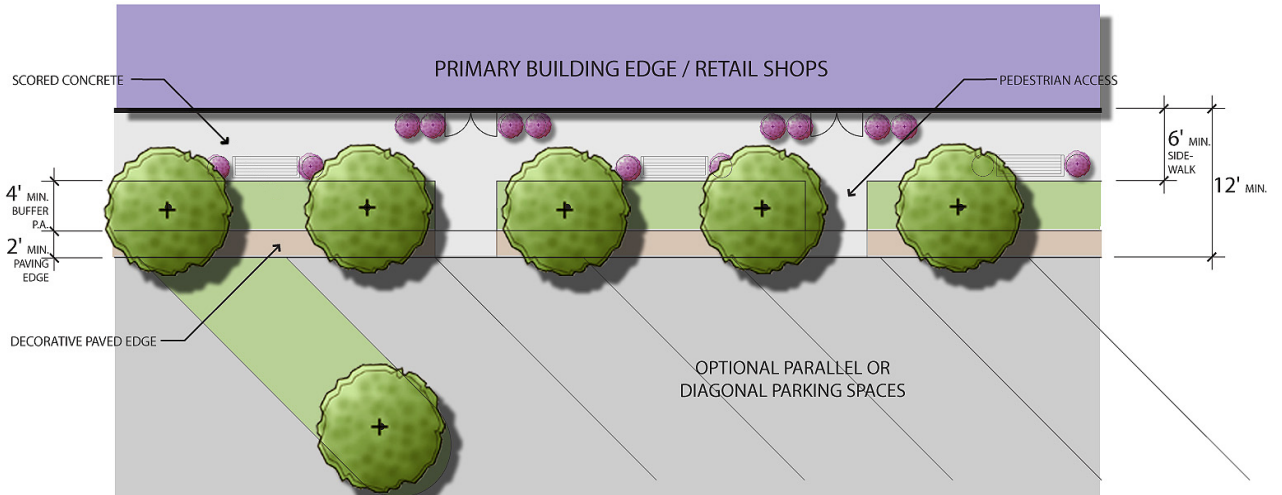 PRIMARY BUILDING EDGE / RETAIL SHOPS
SCORED CONCRETE
PEDESTRIAN ACCESS
6' MIN.
SIDE-
WALK
12' MIN.
4' MIN.
BUFFER
P.A.
2' MIN.
PAVING
EDGE
DECORATIVE PAVED EDGE
OPTIONAL PARALLEL OR
DIAGONAL PARKING SPACES